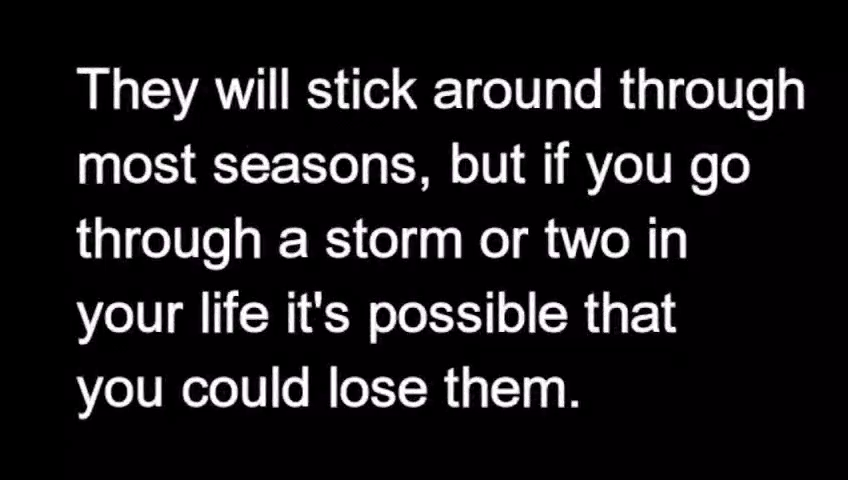 They will stick around through
most seasons, but if you go
through a storm or two in
your life it's possible that
you could lose them.